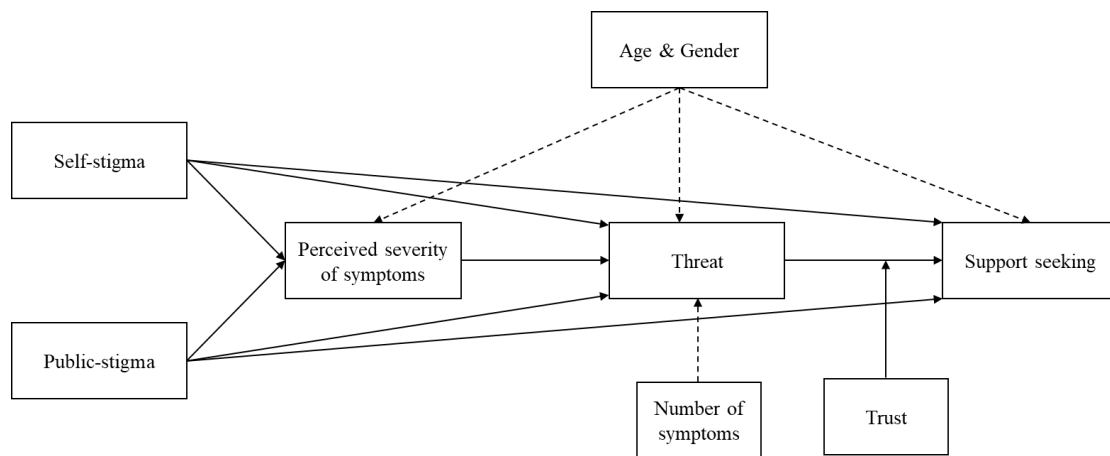 Age & Gender
Self-stigma
Perceived severity
of symptoms
Threat
Support seeking
Public-stigma
Number of
symptoms
Trust